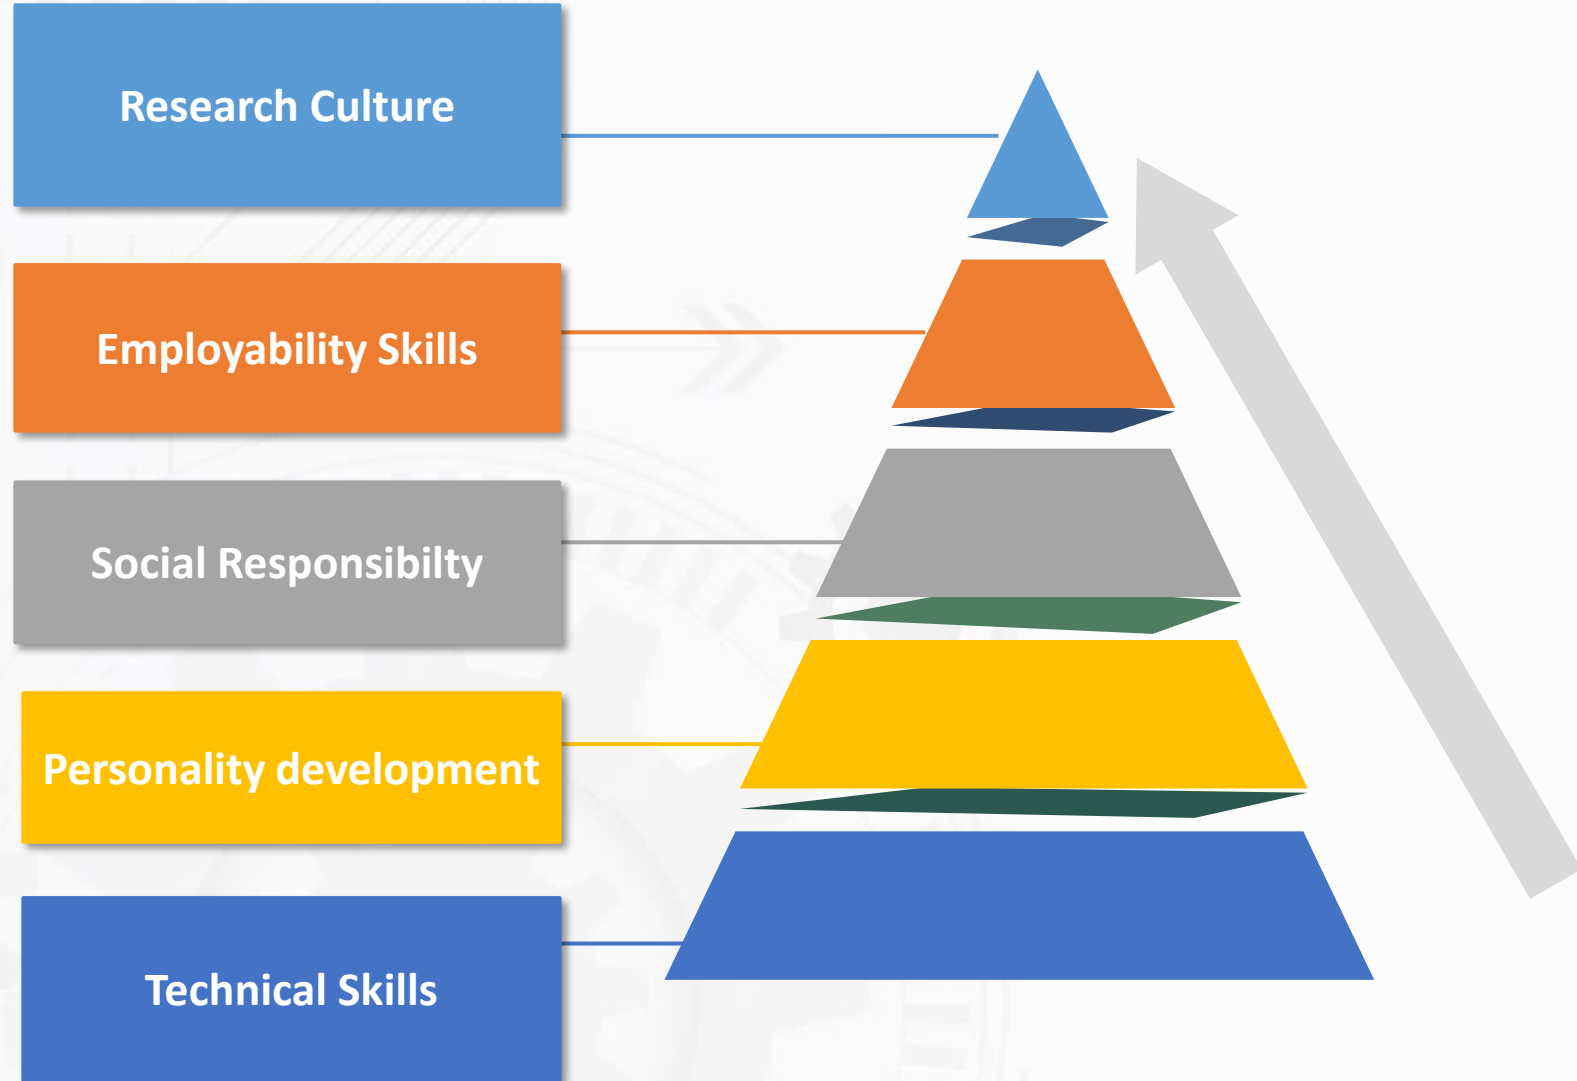 Research Culture
Employability Skills
Social Responsibilty
Personality development
Technical Skills